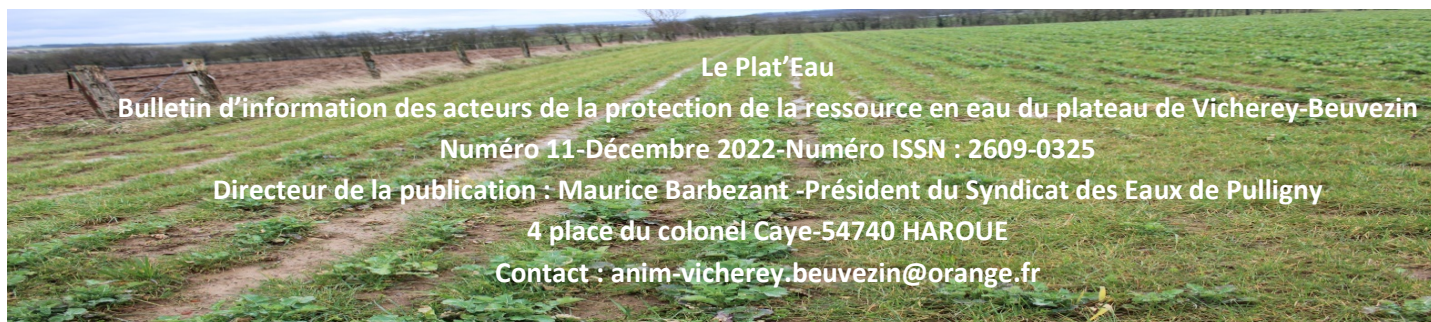 Le Plat’Eau
Bulletin d’information des acteurs de la protection de la ressource en eau du plateau de Vicherey-Beuvezin
Numéro 11-Décembre 2022-Numéro ISSN : 2609-0325
Directeur de la publication : Maurice Barbezant -Président du Syndicat des Eaux de Pulligny
4 place du colonel Caye-54740 HAROUE
Contact : anim-vicherey.beuvezin@orange.fr